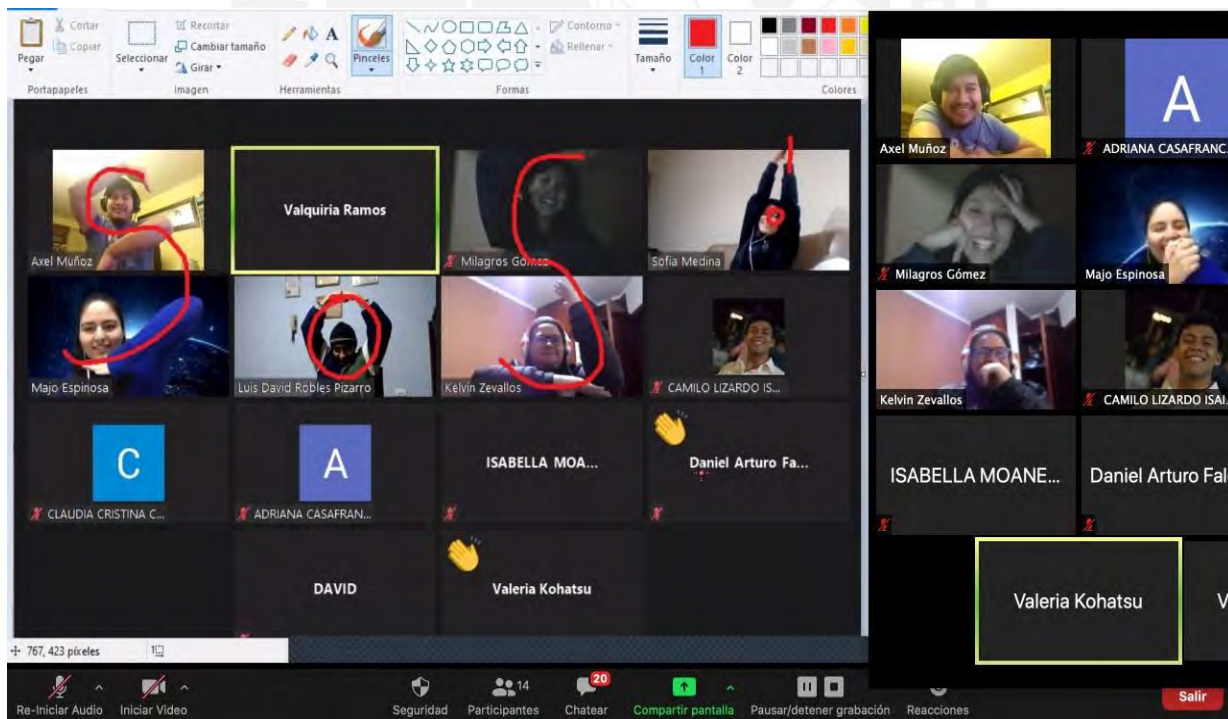 Pegar
Cortar
Copiar
Portapapeles
Seleccionar
Recortar
Cambiar tamaño
Girar
Imagen
A
Herramientas
Pinceles
Contorno
Rellenar
Formas
Tamaño
Color
1
Color
2
Colores
Axel Muñoz
Valquiria Ramos
Milagros Gómez
Sofia Medina
Majo Espinosa
Luis David Robles Pizarro
Kelvin Zevallos
CAMILO LIZARDO IS...
C
CLAUDIA CRISTINA C...
A
ADRIANA CASAFRAN...
ISABELLA MOA...
Daniel Arturo Fa...
DAVID
Valeria Kohatsu
767, 423 píxeles
Axel Muñoz
A
ADRIANA CASAFRANC
Milagros Gómez
Majo Espinosa
Kelvin Zevallos
CAMILO LIZARDO ISAI
ISABELLA MOANE...
Daniel Arturo Fal
Valeria Kohatsu
V
Re-Iniciar Audio
Iniciar Video
Seguridad
14
Participantes
20
Chatear
Compartir pantalla
Pausar/detener grabación
Reacciones
Salir